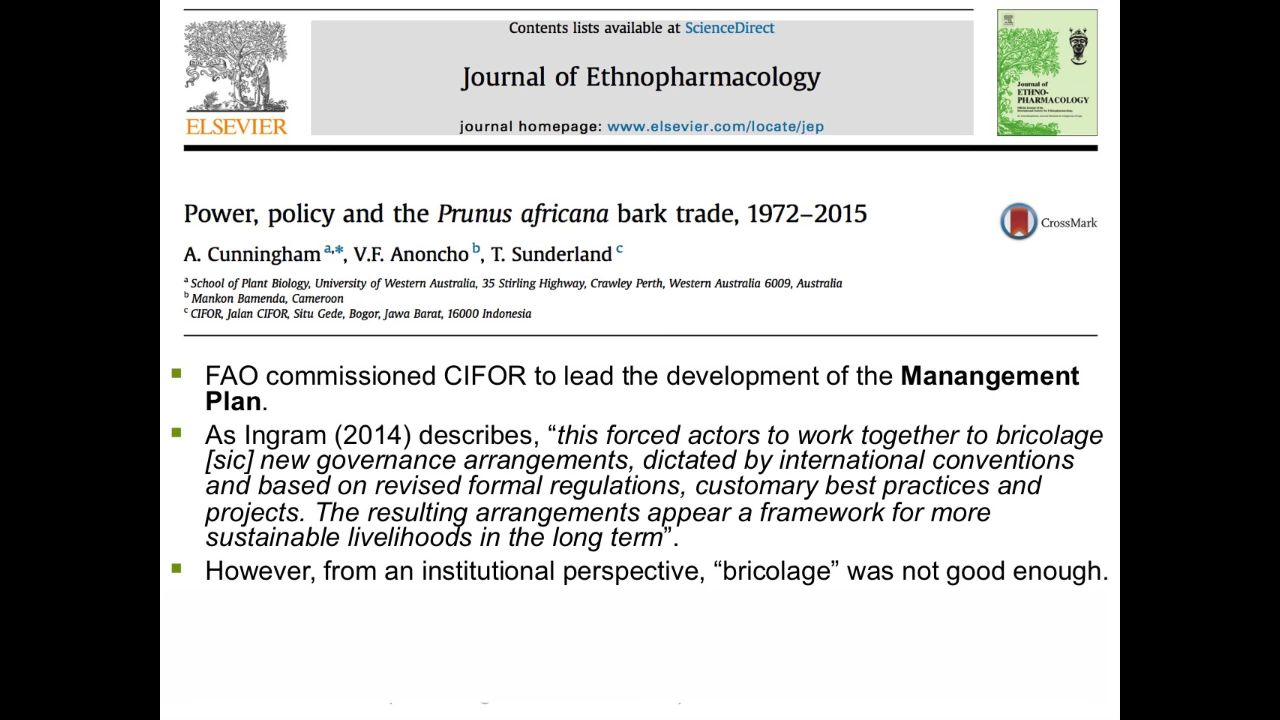 Contents lists available at ScienceDirect
Journal of Ethnopharmacology
journal homepage: www.elsevier.com/locate/jep
ELSEVIER
Journal of
ETHNO-
PHARMACOLOGY
Power, policy and the Prunus africana bark trade, 1972–2015
CrossMark
A. Cunningham a,*, V.F. Anoncho b, T. Sunderland c
a School of Plant Biology, University of Western Australia, 35 Stirling Highway, Crawley Perth, Western Australia 6009, Australia
b Mankon Bamenda, Cameroon
c CIFOR, Jalan CIFOR, Situ Gede, Bogor, Jawa Barat, 16000 Indonesia
FAO commissioned CIFOR to lead the development of the Manangement
Plan.
As Ingram (2014) describes, “this forced actors to work together to bricolage
[sic] new governance arrangements, dictated by international conventions
and based on revised formal regulations, customary best practices and
projects. The resulting arrangements appear a framework for more
sustainable livelihoods in the long term”.
However, from an institutional perspective, “bricolage” was not good enough.